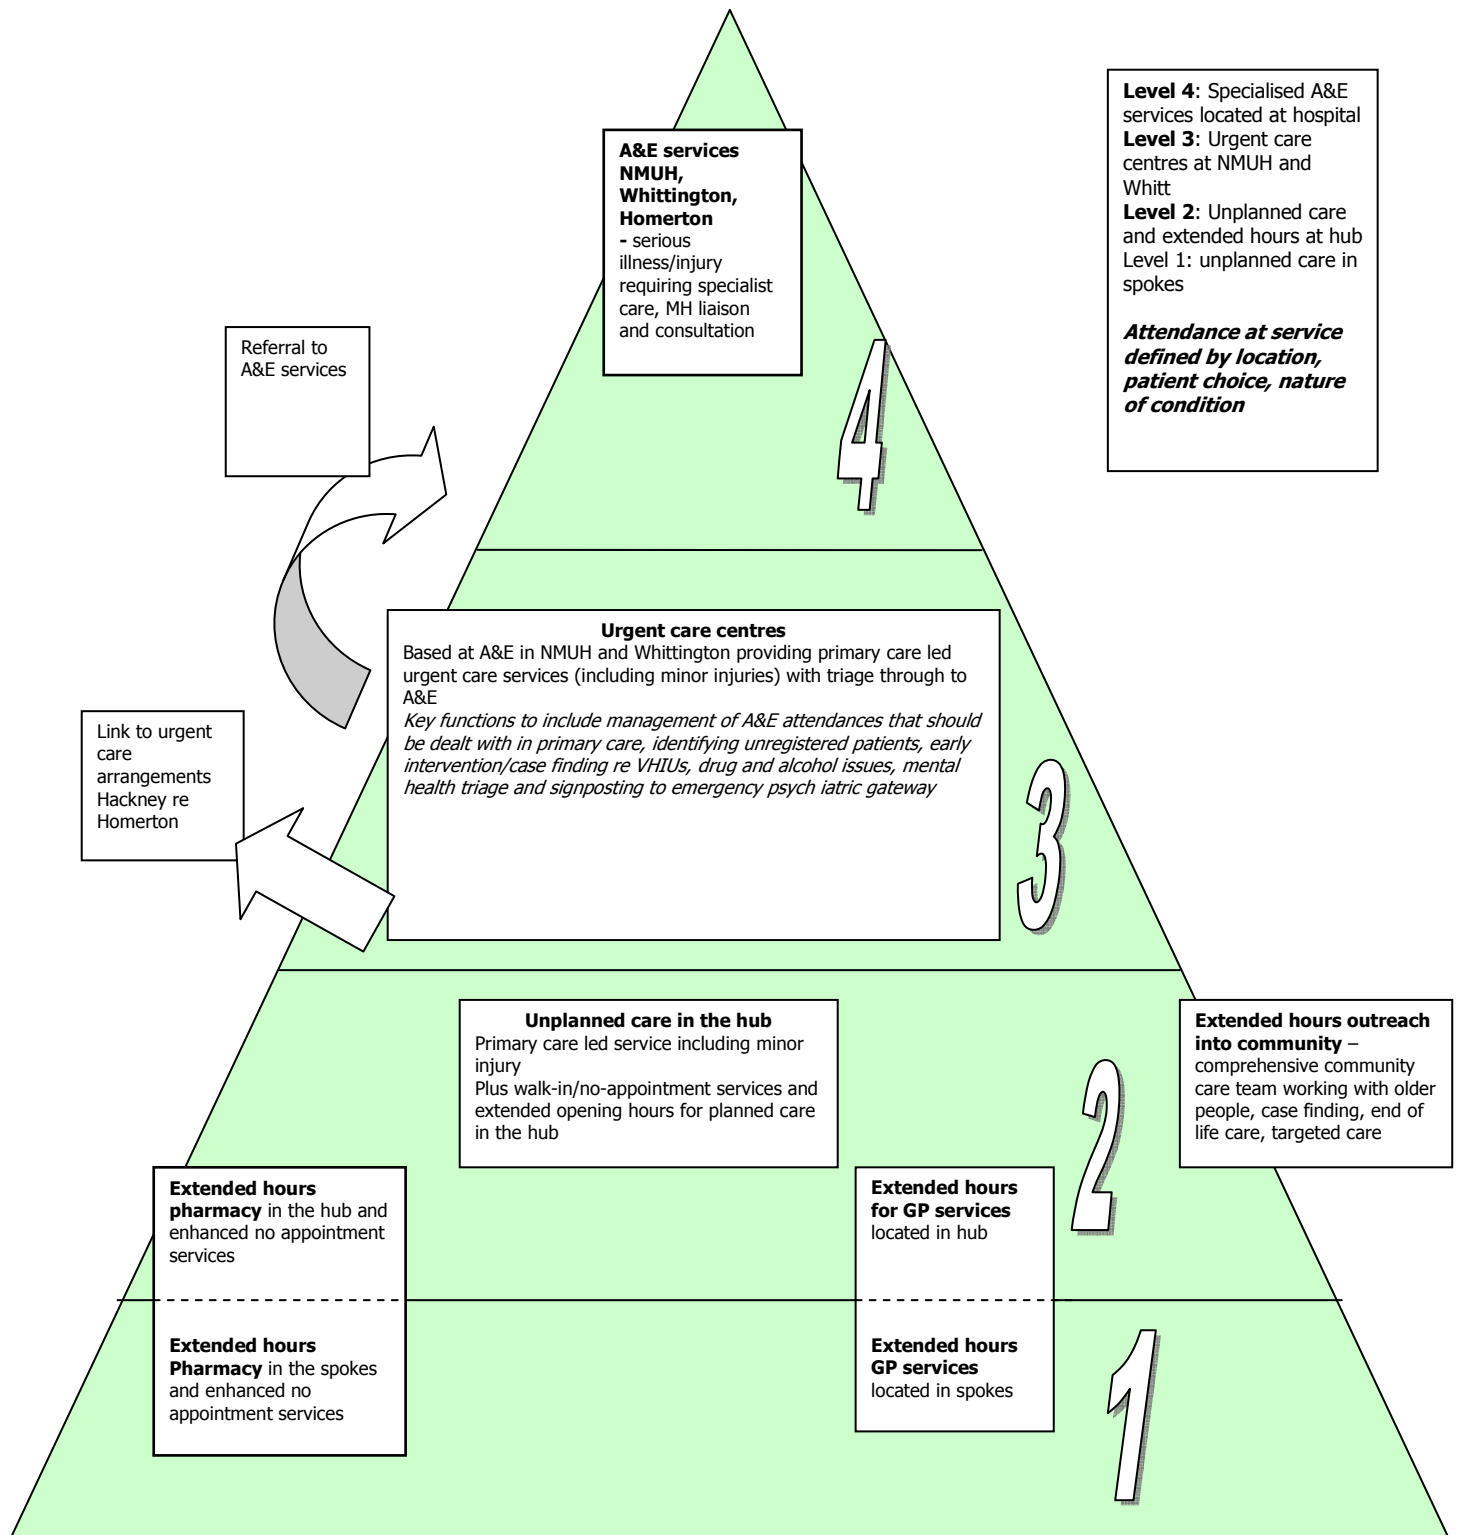 A&E services
NMUH,
Whittington,
Homerton
- serious
illness/injury
requiring specialist
care, MH liaison
and consultation
Level 4: Specialised A&E
services located at hospital
Level 3: Urgent care
centres at NMUH and
Whitt
Level 2: Unplanned care
and extended hours at hub
Level 1: unplanned care in
spokes
Attendance at service
defined by location,
patient choice, nature
of condition
Referral to
A&E services
4
Urgent care centres
Based at A&E in NMUH and Whittington providing primary care led
urgent care services (including minor injuries) with triage through to
A&E
Key functions to include management of A&E attendances that should
be dealt with in primary care, identifying unregistered patients, early
intervention/case finding re VHIUs, drug and alcohol issues, mental
health triage and signposting to emergency psych iatric gateway
Link to urgent
care
arrangements
Hackney re
Homerton
3
Unplanned care in the hub
Primary care led service including minor
injury
Plus walk-in/no-appointment services and
extended opening hours for planned care
in the hub
Extended hours outreach
into community –
comprehensive community
care team working with older
people, case finding, end of
life care, targeted care
2
Extended hours
pharmacy in the hub and
enhanced no appointment
services
Extended hours
for GP services
located in hub
Extended hours
Pharmacy in the spokes
and enhanced no
appointment services
Extended hours
GP services
located in spokes
1